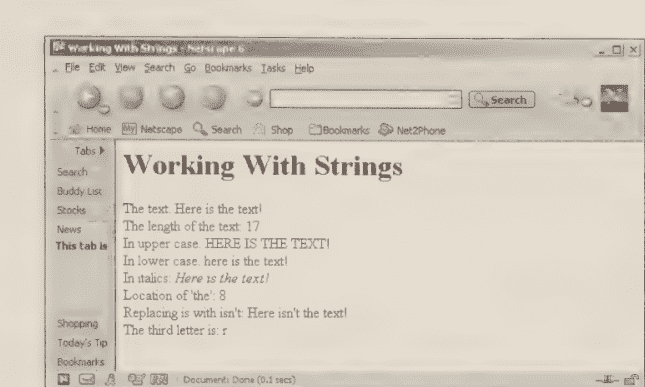 Working With Strings - Netscape 6
File Edit View Search Go Bookmarks Tasks Help
Search
Home My Netscape Search Shop Bookmarks Net2Phone
Tabs
Search
Buddy List
Stocks
News
This tab is
Shopping
Today's Tip
Bookmarks
Working With Strings
The text: Here is the text!
The length of the text: 17
In upper case: HERE IS THE TEXT!
In lower case: here is the text!
In italics: Here is the text!
Location of 'the': 8
Replacing is with isn't: Here isn't the text!
The third letter is: r
Document: Done (0.1 secs)